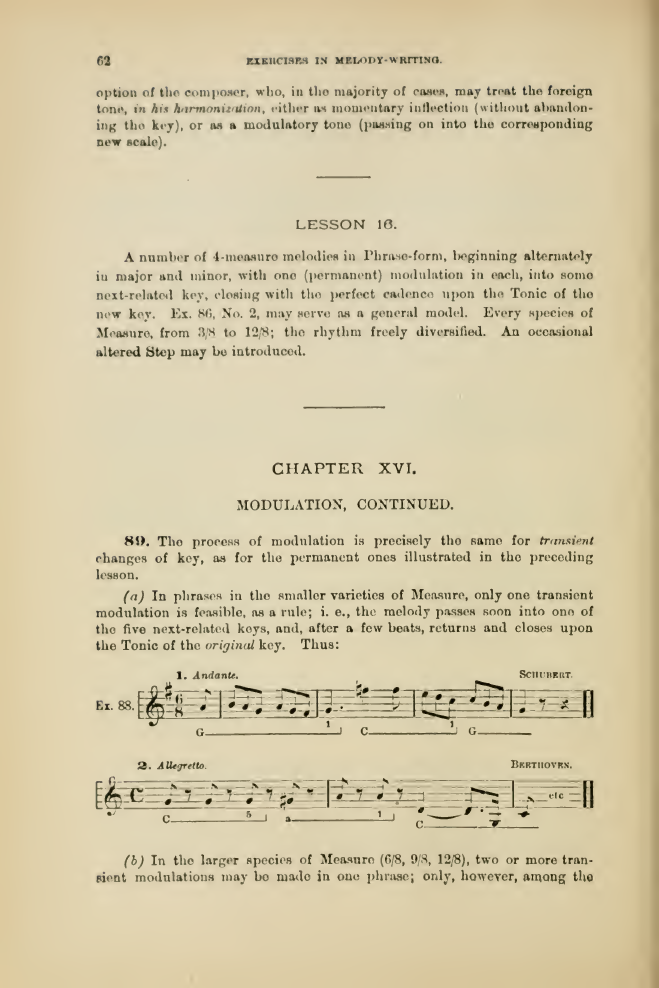 62
EXERCISES IN MELODY-WRITING.
option of the composer, who, in the majority of cases, may treat the foreign
tone, in his harmonization, either as momentary inflection (without abandon-
ing the key), or as a modulatory tone (passing on into the corresponding
new scale).
LESSON 16.
A number of 4-measure melodies in Phrase-form, beginning alternately
in major and minor, with one (permanent) modulation in each, into some
next-related key, closing with the perfect cadence upon the Tonic of the
new key. Ex. 86, No. 2, may serve as a general model. Every species of
Measure, from 3/8 to 12/8; the rhythm freely diversified. An occasional
altered Step may be introduced.
CHAPTER XVI.
MODULATION, CONTINUED.
89. The process of modulation is precisely the same for transient
changes of key, as for the permanent ones illustrated in the preceding
lesson.
(a) In phrases in the smaller varieties of Measure, only one transient
modulation is feasible, as a rule; i. e., the melody passes soon into one of
the five next-related keys, and, after a few beats, returns and closes upon
the Tonic of the original key. Thus:
1. Andante. SCHUBERT.
Ex. 88. 6 8
G 1 C 1 G
2. Allegretto. BEETHOVEN.
C etc
C 5 a 1 C
(b) In the larger species of Measure (6/8, 9/8, 12/8), two or more tran-
sient modulations may be made in one phrase; only, however, among the